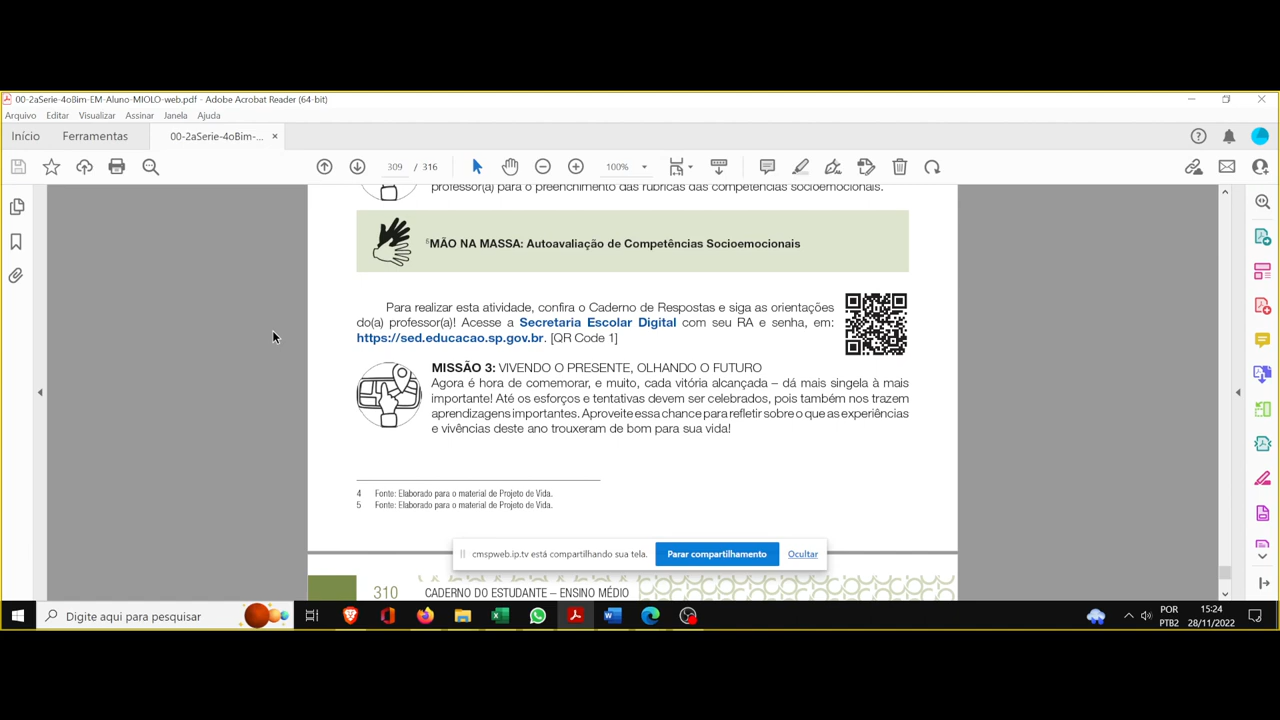 00-2aSerie-4oBim-EM-Aluno-MIOLO-web.pdf - Adobe Acrobat Reader (64-bit)
Arquivo Editar Visualizar Assinar Janela Ajuda
Início Ferramentas 00-2aSerie-4oBim-... ×
309 / 316 100%
professor(a) para o preenchimento das rubricas das competências socioemocionais.
5MÃO NA MASSA: Autoavaliação de Competências Socioemocionais
Para realizar esta atividade, confira o Caderno de Respostas e siga as orientações
do(a) professor(a)! Acesse a Secretaria Escolar Digital com seu RA e senha, em:
https://sed.educacao.sp.gov.br. [QR Code 1]
MISSÃO 3: VIVENDO O PRESENTE, OLHANDO O FUTURO
Agora é hora de comemorar, e muito, cada vitória alcançada – dá mais singela à mais
importante! Até os esforços e tentativas devem ser celebrados, pois também nos trazem
aprendizagens importantes. Aproveite essa chance para refletir sobre o que as experiências
e vivências deste ano trouxeram de bom para sua vida!
4 Fonte: Elaborado para o material de Projeto de Vida.
5 Fonte: Elaborado para o material de Projeto de Vida.
cmspweb.ip.tv está compartilhando sua tela. Parar compartilhamento Ocultar
310 CADERNO DO ESTUDANTE – ENSINO MÉDIO
Digite aqui para pesquisar
POR 15:24
PTB2 28/11/2022